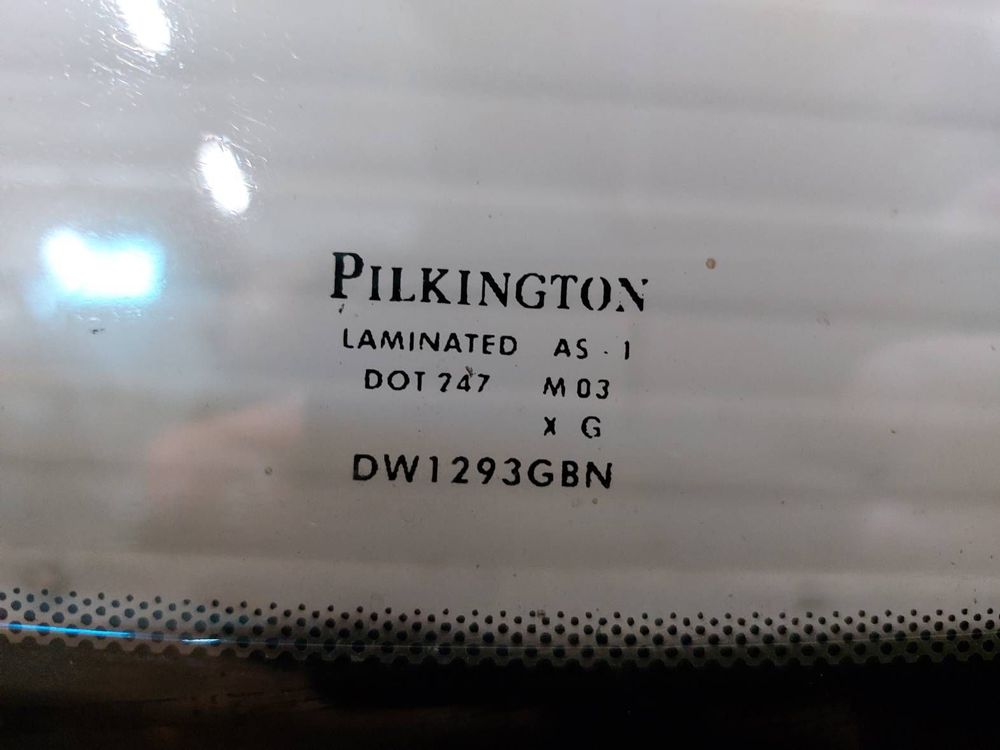 PILKINGTON
LAMINATED AS-1
DOT 747 M 03
X G
DW1293GBN